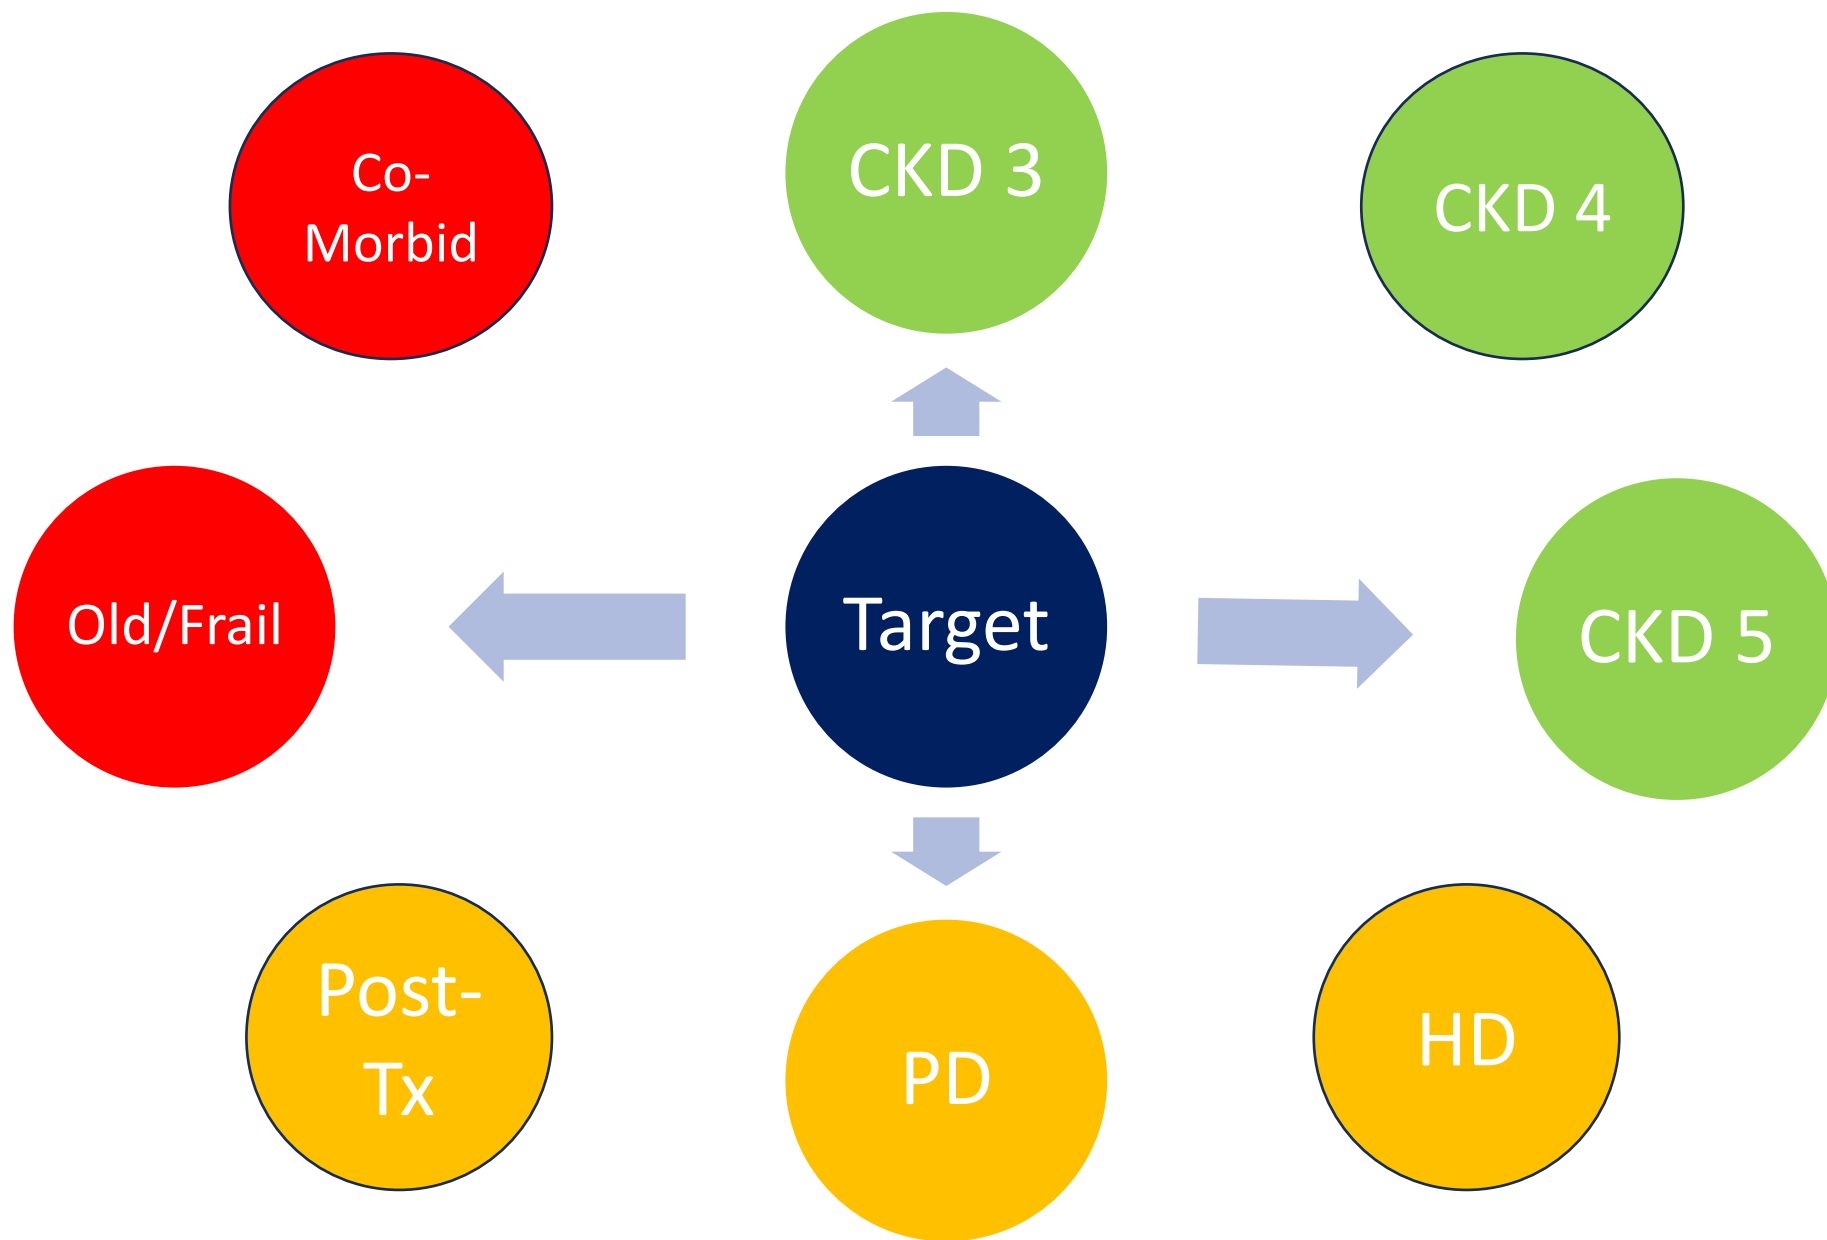 CKD 3
Co-
Morbid
CKD 4
Old/Frail
Target
CKD 5
Post-
Tx
PD
HD